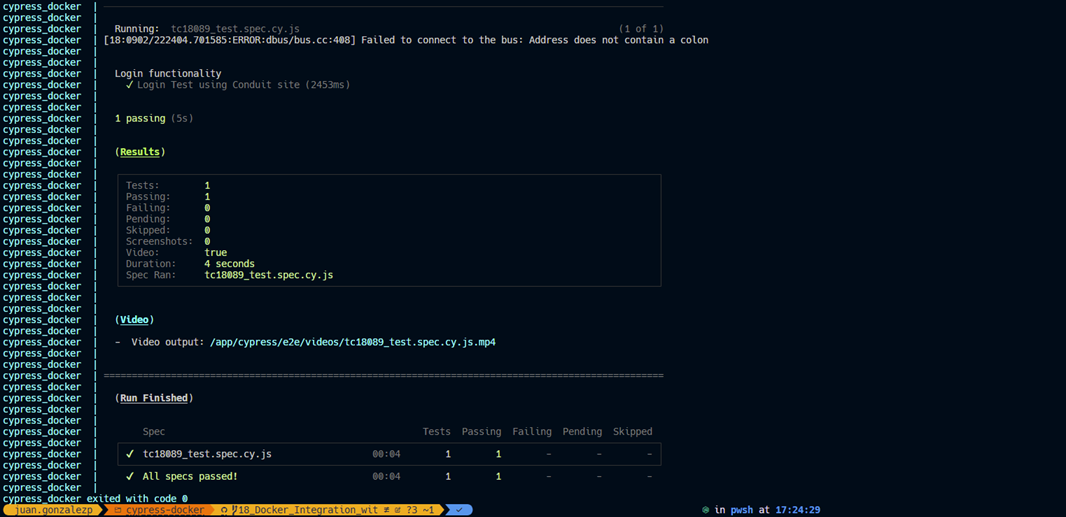 cypress_docker |
cypress_docker |
cypress_docker | Running: tc18089_test.spec.cy.js (1 of 1)
cypress_docker | [18:0902/222404.701585:ERROR:dbus/bus.cc:408] Failed to connect to the bus: Address does not contain a colon
cypress_docker |
cypress_docker |
cypress_docker | Login functionality
cypress_docker | ✓ Login Test using Conduit site (2453ms)
cypress_docker |
cypress_docker |
cypress_docker | 1 passing (5s)
cypress_docker |
cypress_docker |
cypress_docker | (Results)
cypress_docker |
cypress_docker |
cypress_docker | Tests: 1
cypress_docker | Passing: 1
cypress_docker | Failing: 0
cypress_docker | Pending: 0
cypress_docker | Skipped: 0
cypress_docker | Screenshots: 0
cypress_docker | Video: true
cypress_docker | Duration: 4 seconds
cypress_docker | Spec Ran: tc18089_test.spec.cy.js
cypress_docker |
cypress_docker |
cypress_docker |
cypress_docker | (Video)
cypress_docker |
cypress_docker | - Video output: /app/cypress/e2e/videos/tc18089_test.spec.cy.js.mp4
cypress_docker |
cypress_docker |
cypress_docker | ====================================================================================================
cypress_docker |
cypress_docker | (Run Finished)
cypress_docker |
cypress_docker |
cypress_docker | Spec Tests Passing Failing Pending Skipped
cypress_docker |
cypress_docker | ✓ tc18089_test.spec.cy.js 00:04 1 1 - - -
cypress_docker |
cypress_docker | ✓ All specs passed! 00:04 1 1 - - -
cypress_docker |
cypress_docker exited with code 0
juan.gonzalezp cypress-docker 18_Docker_Integration_wit ≢ ?3 ~1 ✓ in pwsh at 17:24:29